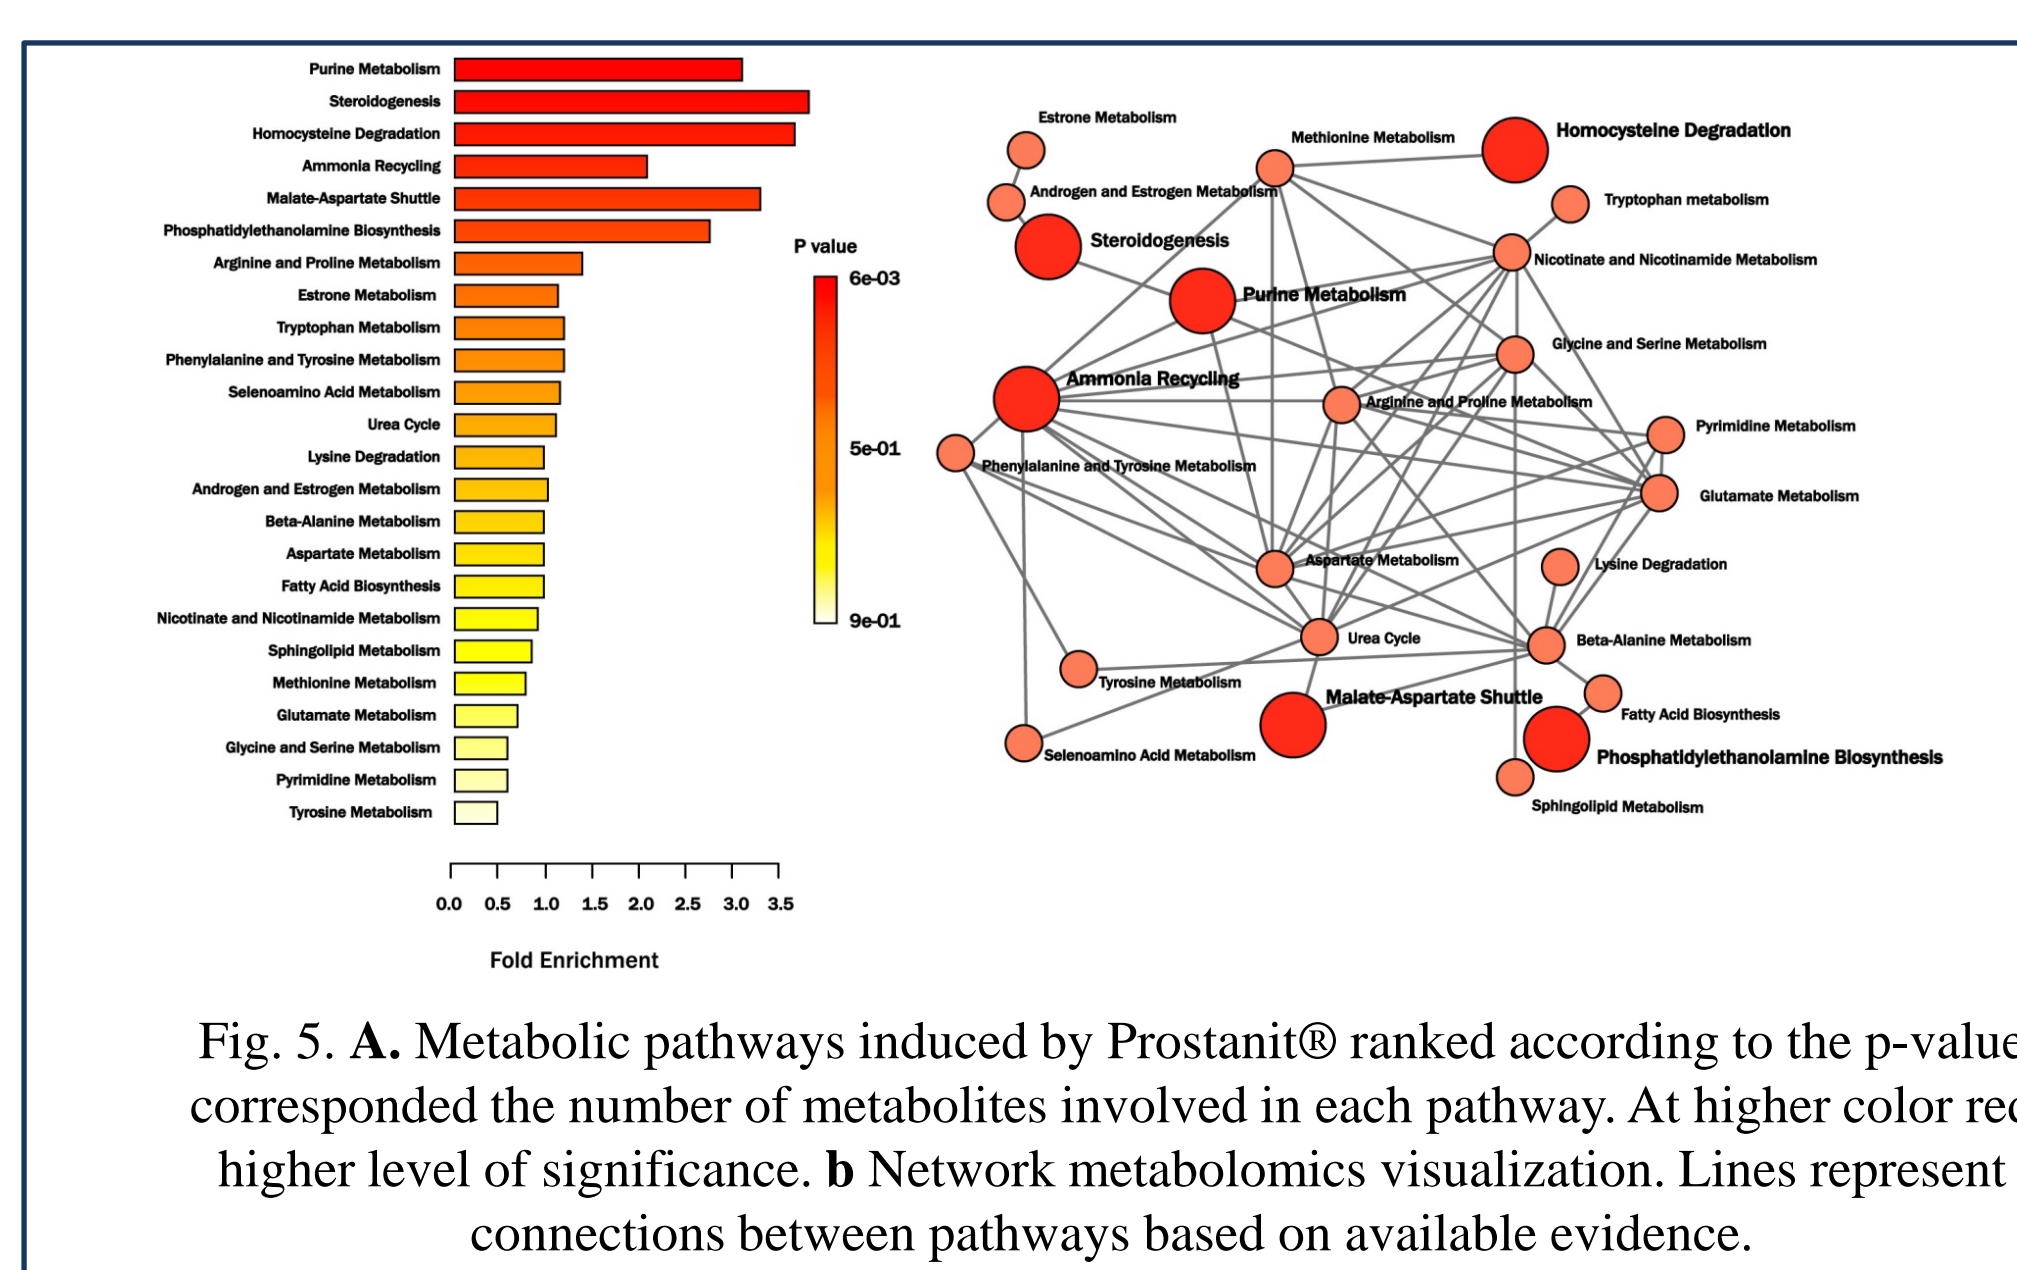 Purine Metabolism
Steroidogenesis
Homocysteine Degradation
Ammonia Recycling
Malate-Aspartate Shuttle
Phosphatidylethanolamine Biosynthesis
Arginine and Proline Metabolism
Estrone Metabolism
Tryptophan Metabolism
Phenylalanine and Tyrosine Metabolism
Selenoamino Acid Metabolism
Urea Cycle
Lysine Degradation
Androgen and Estrogen Metabolism
Beta-Alanine Metabolism
Aspartate Metabolism
Fatty Acid Biosynthesis
Nicotinate and Nicotinamide Metabolism
Sphingolipid Metabolism
Methionine Metabolism
Glutamate Metabolism
Glycine and Serine Metabolism
Pyrimidine Metabolism
Tyrosine Metabolism
0.0 0.5 1.0 1.5 2.0 2.5 3.0 3.5
Fold Enrichment
P value
6e-03
5e-01
9e-01
Estrone Metabolism
Methionine Metabolism
Homocysteine Degradation
Androgen and Estrogen Metabolism
Tryptophan metabolism
Steroidogenesis
Nicotinate and Nicotinamide Metabolism
Purine Metabolism
Glycine and Serine Metabolism
Ammonia Recycling
Arginine and Proline Metabolism
Pyrimidine Metabolism
Phenylalanine and Tyrosine Metabolism
Glutamate Metabolism
Aspartate Metabolism
Lysine Degradation
Urea Cycle
Beta-Alanine Metabolism
Tyrosine Metabolism
Malate-Aspartate Shuttle
Fatty Acid Biosynthesis
Selenoamino Acid Metabolism
Phosphatidylethanolamine Biosynthesis
Sphingolipid Metabolism
Fig. 5. A. Metabolic pathways induced by Prostanit® ranked according to the p-value
corresponded the number of metabolites involved in each pathway. At higher color red
higher level of significance. b Network metabolomics visualization. Lines represent
connections between pathways based on available evidence.